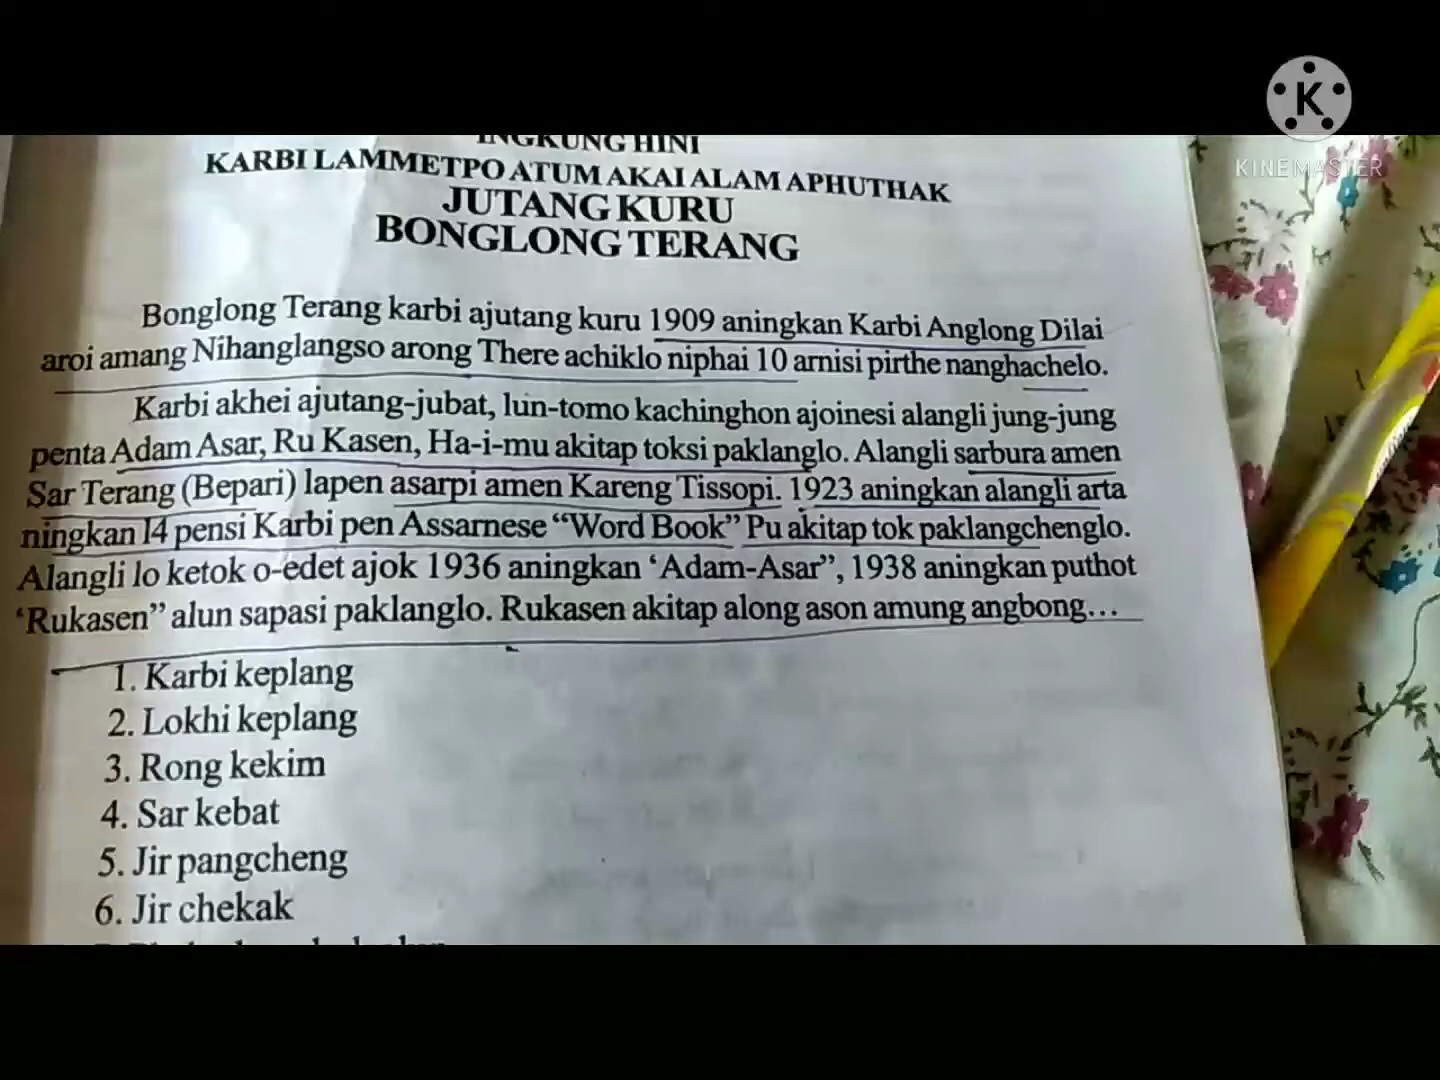 INGKUNG HINI
KARBI LAMMETPO ATUM AKAI ALAM APHUTHAK
JUTANG KURU
BONGLONG TERANG
Bonglong Terang karbi ajutang kuru 1909 aningkan Karbi Anglong Dilai
aroi amang Nihanglangso arong There achiklo niphai 10 arnisi pirthe nanghachelo.
Karbi akhei ajutang-jubat, lun-tomo kachinghon ajoinesi alangli jung-jung
penta Adam Asar, Ru Kasen, Ha-i-mu akitap toksi paklanglo. Alangli sarbura amen
Sar Terang (Bepari) lapen asarpi amen Kareng Tissopi. 1923 aningkan alangli arta
ningkan 14 pensi Karbi pen Assamese “Word Book” Pu akitap tok paklangchenglo.
Alangli lo ketok o-edet ajok 1936 aningkan ‘Adam-Asar”, 1938 aningkan puthot
‘Rukasen” alun sapasi paklanglo. Rukasen akitap along ason amung angbong...
1. Karbi keplang
2. Lokhi keplang
3. Rong kekim
4. Sar kebat
5. Jir pangcheng
6. Jir chekak
K
KINEMASTER